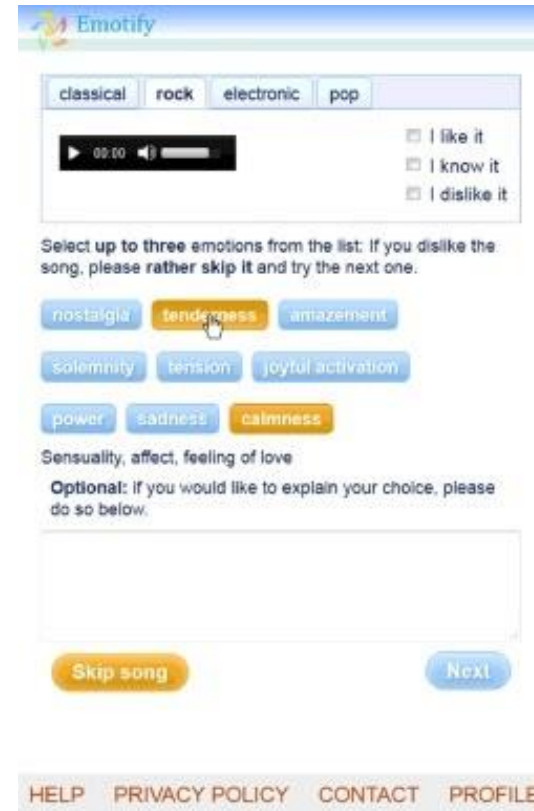 Emotify
classical rock electronic pop
00:00
I like it
I know it
I dislike it
Select up to three emotions from the list: If you dislike the
song, please rather skip it and try the next one.
nostalgia tenderness amazement
solemnity tension joyful activation
power sadness calmness
Sensuality, affect, feeling of love
Optional: if you would like to explain your choice, please
do so below.
Skip song Next
HELP PRIVACY POLICY CONTACT PROFILE